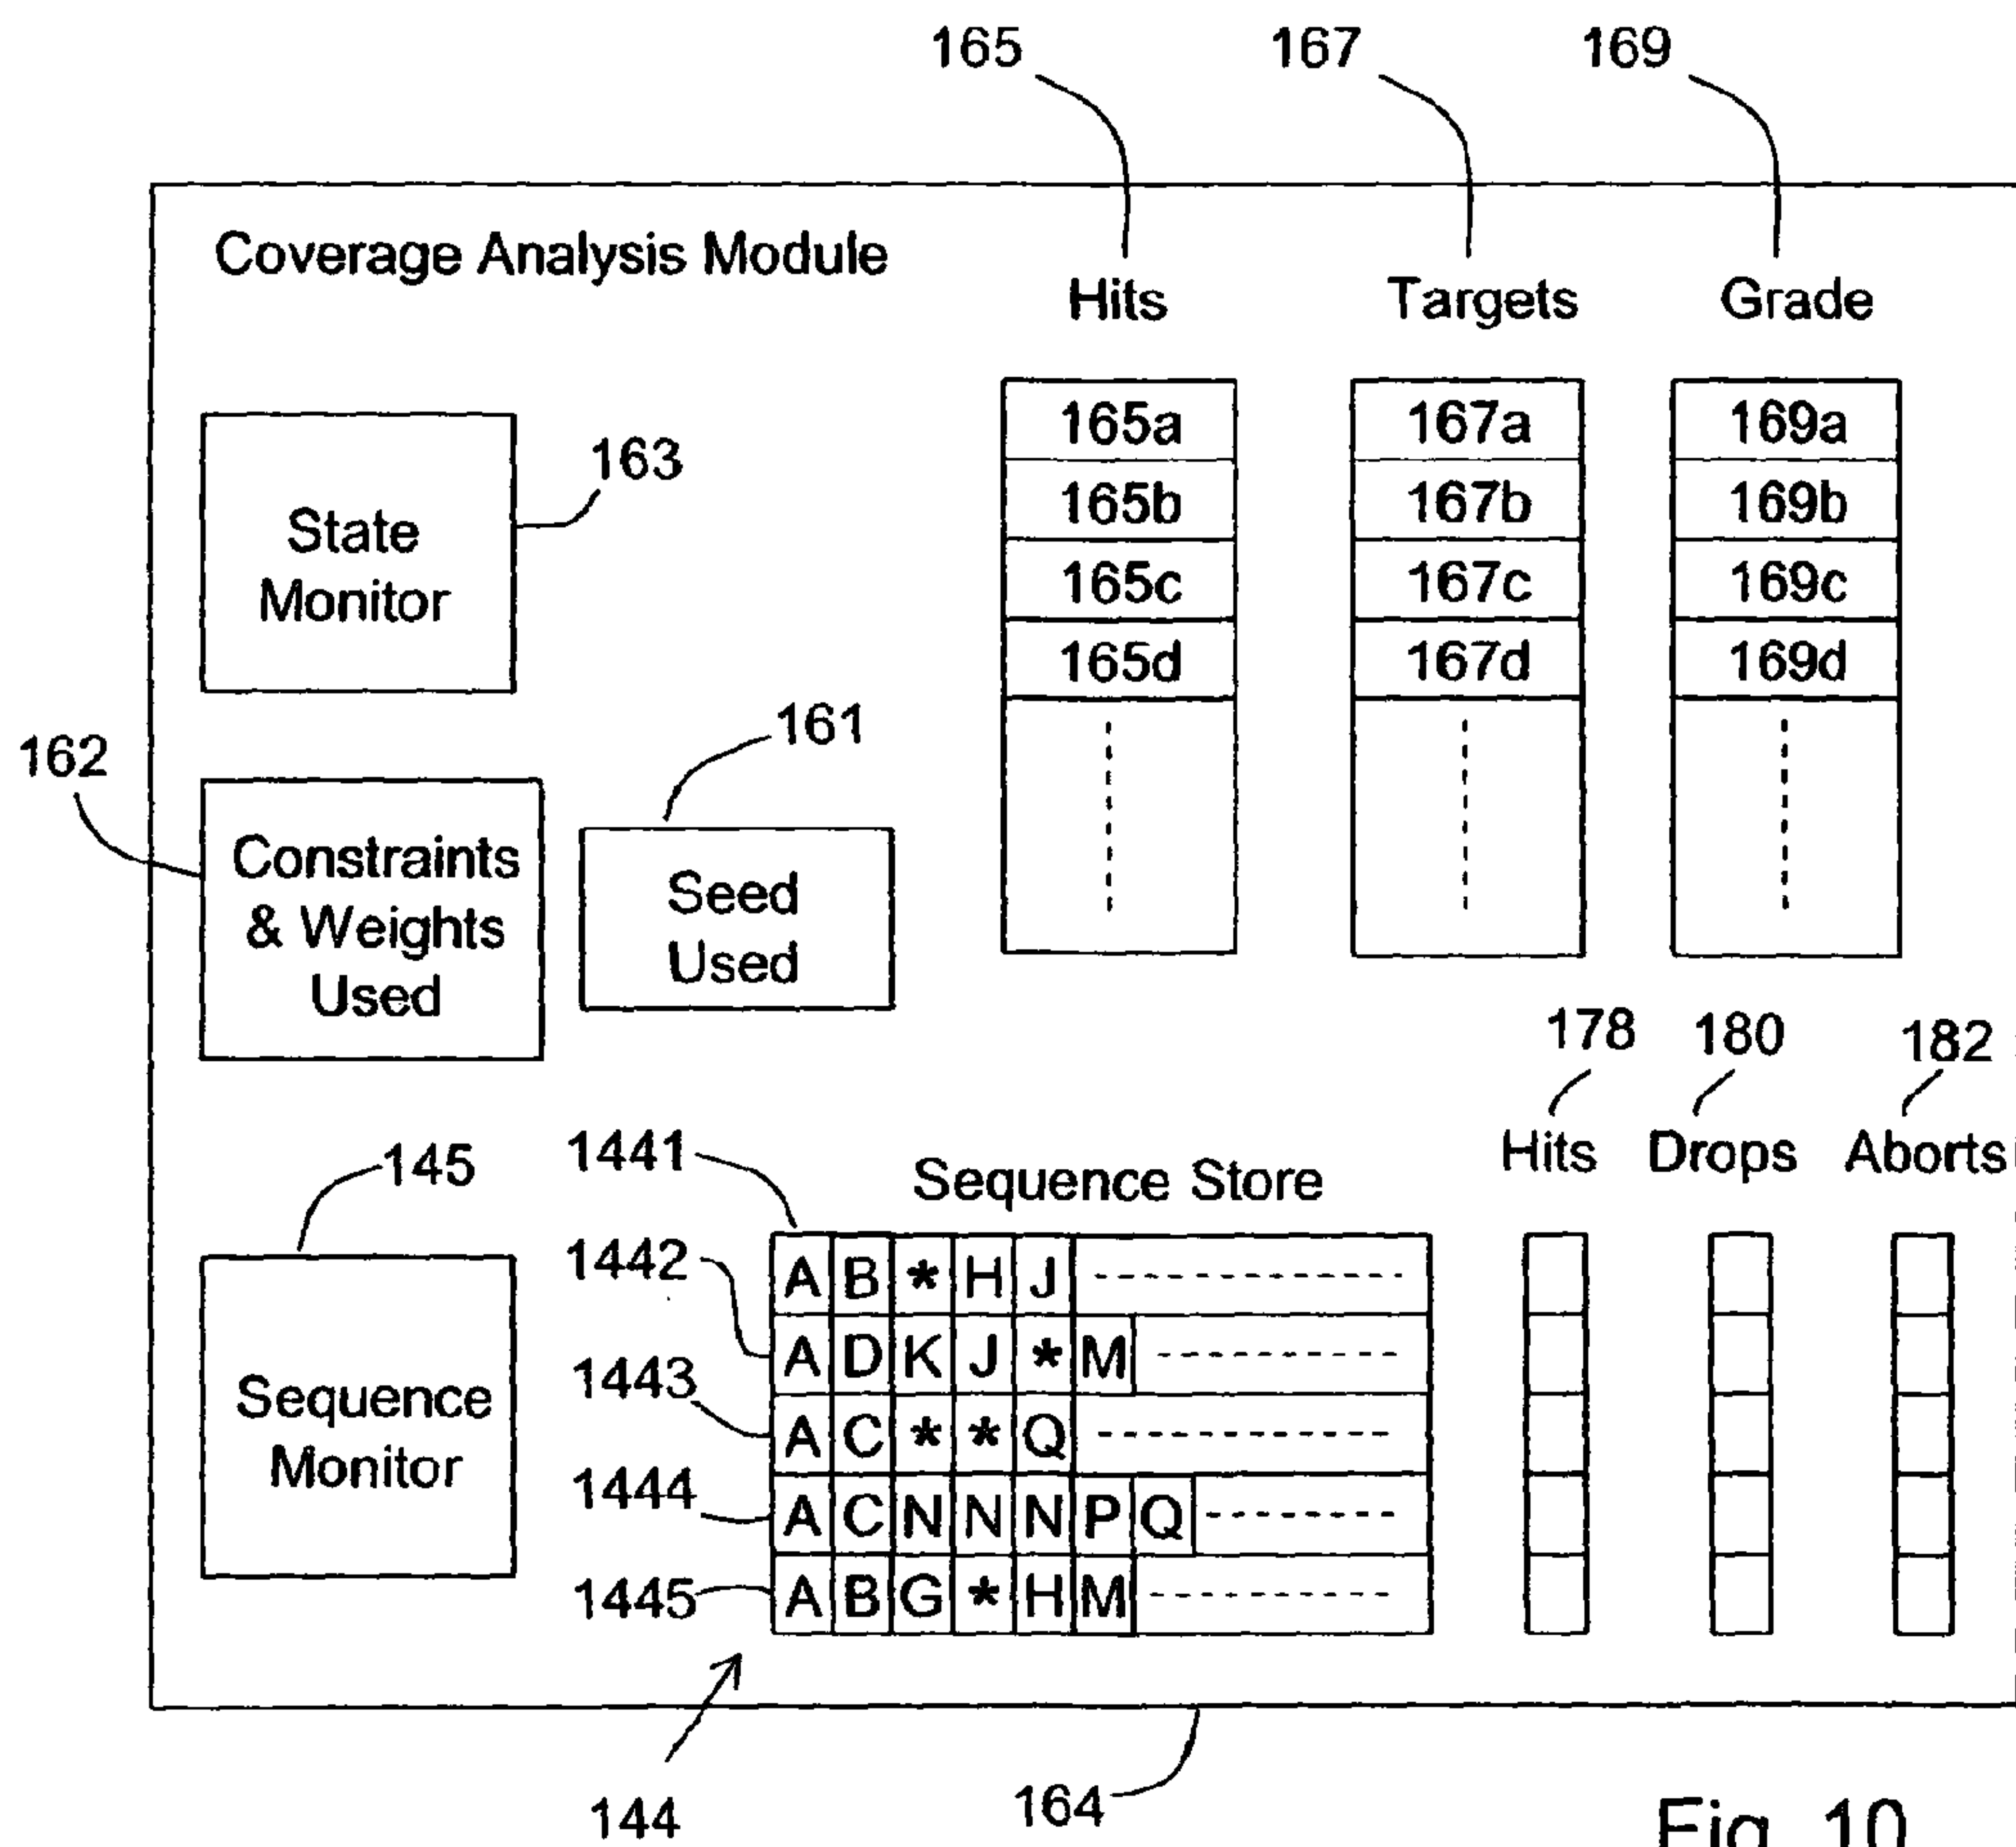 165 167 169
Coverage Analysis Module
Hits Targets Grade
165a 167a 169a
165b 167b 169b
165c 167c 169c
165d 167d 169d
State
Monitor
163
162
161
Constraints
& Weights
Used
Seed
Used
178 180 182
Hits Drops Aborts
145
Sequence
Monitor
Sequence Store
1441 A B * H J
1442 A D K J * M
1443 A C * * Q
1444 A C N N N P Q
1445 A B G * H M
144
164
Fig. 10